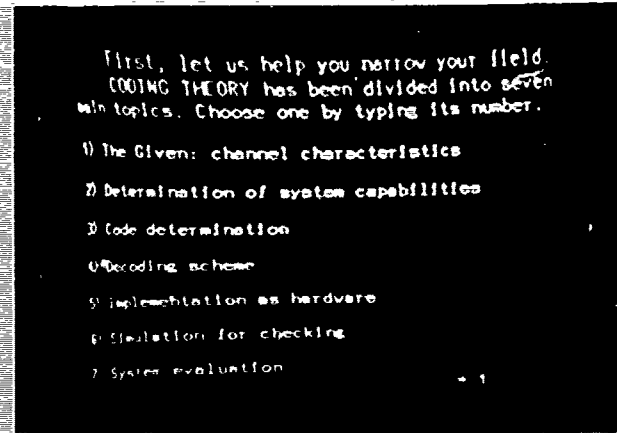 First, let us help you narrow your field.
CODING THEORY has been divided into seven
main topics. Choose one by typing its number.
1) The Given: channel characteristics
2) Determination of system capabilities
3) Code determination
4) Decoding scheme
5) Implementation as hardware
6) Simulation for checking
7 System evaluation
→ 1